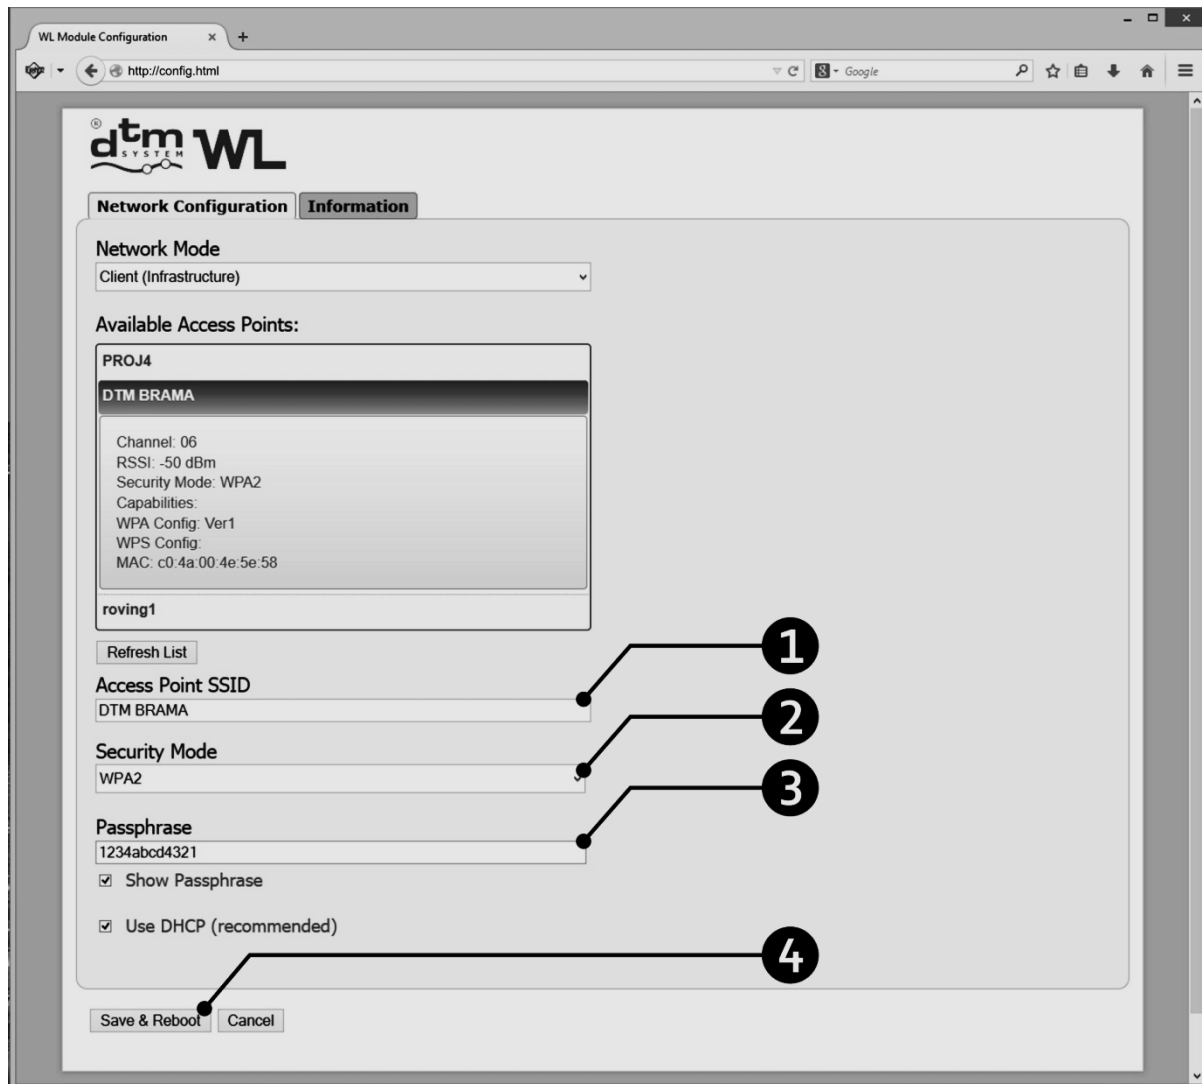 WL Module Configuration
http://config.html
Google
® dtm SYSTEM WL
Network Configuration Information
Network Mode
Client (Infrastructure)
Available Access Points:
PROJ4
DTM BRAMA
Channel: 06
RSSI: -50 dBm
Security Mode: WPA2
Capabilities:
WPA Config: Ver1
WPS Config:
MAC: c0:4a:00:4e:5e:58
roving1
Refresh List
1
Access Point SSID
DTM BRAMA
2
Security Mode
WPA2
3
Passphrase
1234abcd4321
Show Passphrase
Use DHCP (recommended)
4
Save & Reboot Cancel